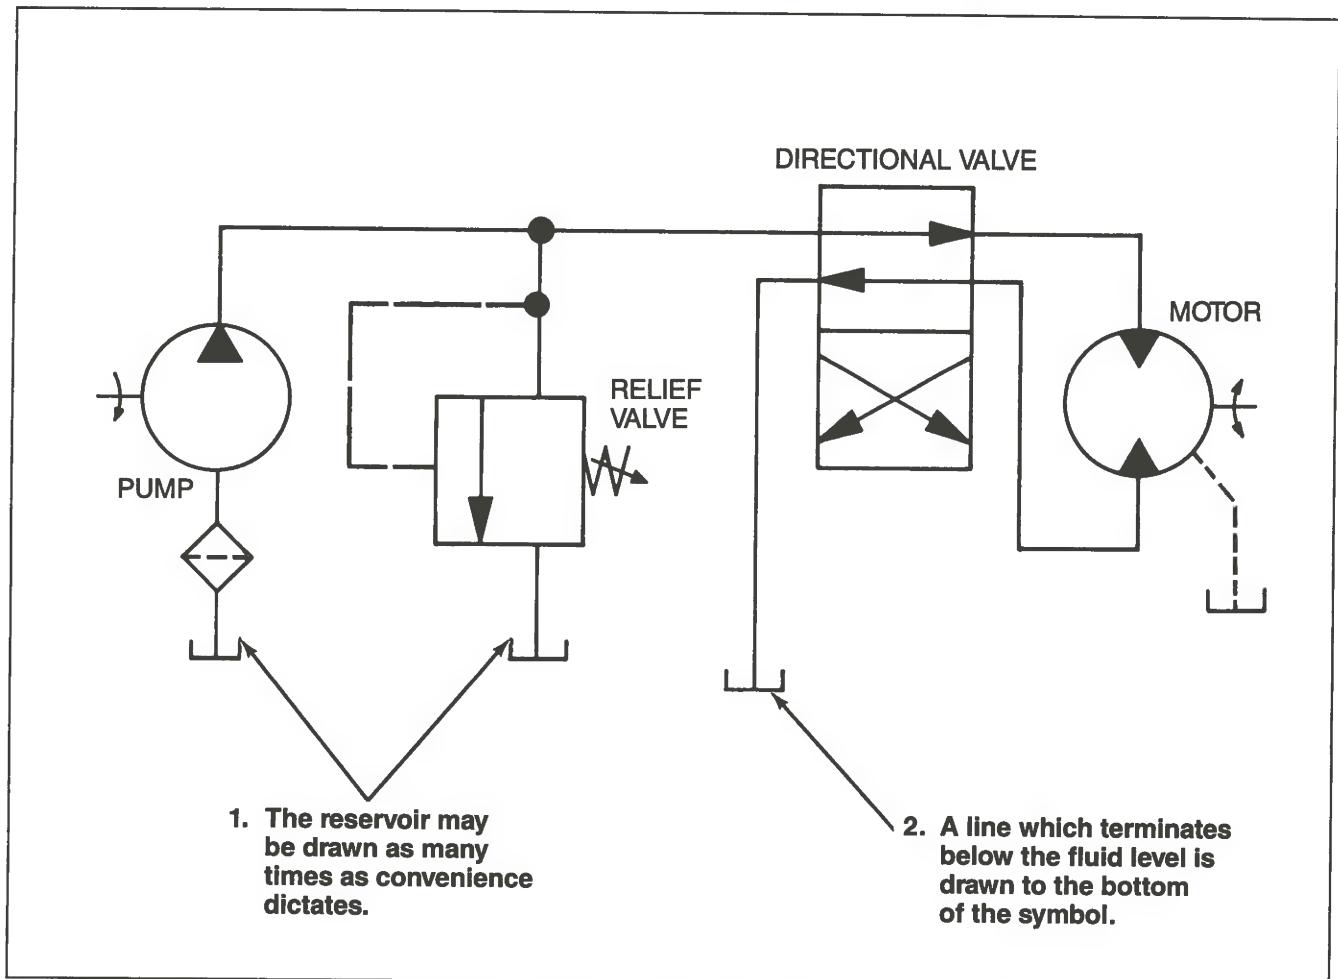 DIRECTIONAL VALVE
MOTOR
RELIEF
VALVE
PUMP
1. The reservoir may
be drawn as many
times as convenience
dictates.
2. A line which terminates
below the fluid level is
drawn to the bottom
of the symbol.